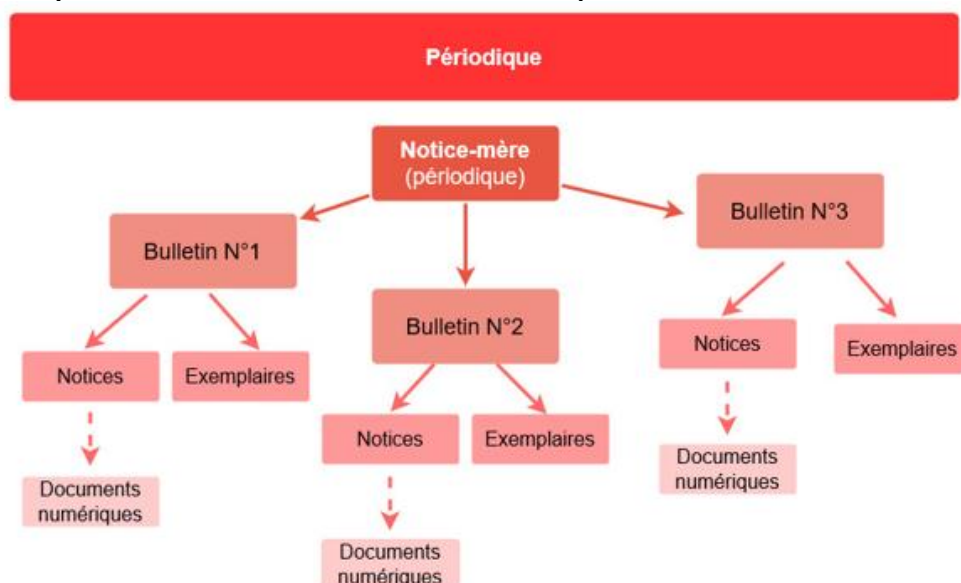 Périodique
Notice-mère
(périodique)
Bulletin N°1
Bulletin N°2
Bulletin N°3
Notices
Exemplaires
Documents
numériques
Notices
Exemplaires
Documents
numériques
Notices
Exemplaires
Documents
numériques